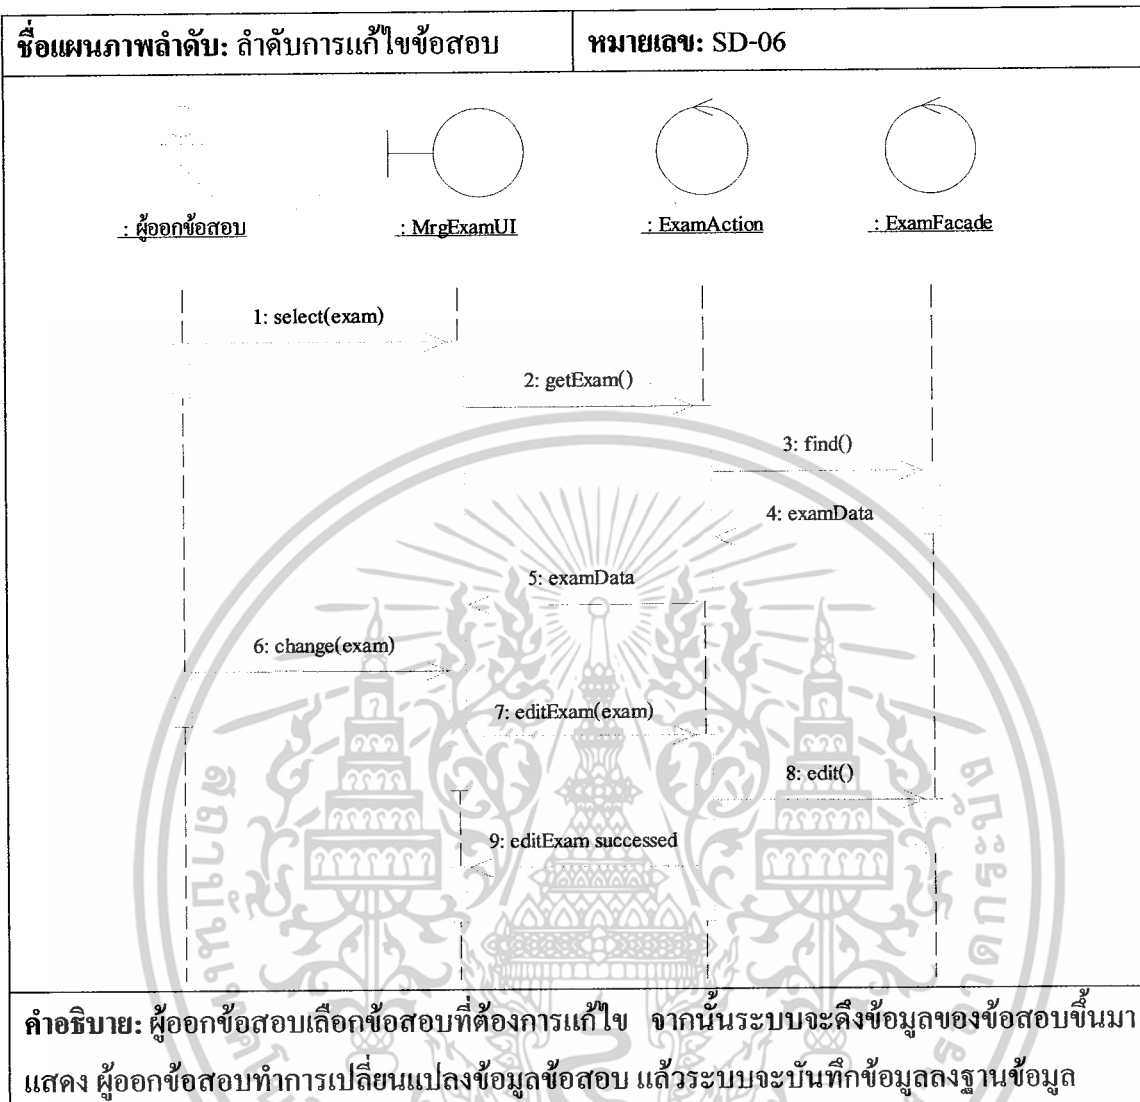 ชื่อแผนภาพลำดับ: ลำดับการแก้ไขข้อสอบ
หมายเลข: SD-06
: ผู้ออกข้อสอบ
: MrgExamUI
: ExamAction
: ExamFacade
1: select(exam)
2: getExam()
3: find()
4: examData
5: examData
6: change(exam)
7: editExam(exam)
8: edit()
9: editExam successed
คำอธิบาย: ผู้ออกข้อสอบเลือกข้อสอบที่ต้องการแก้ไข จากนั้นระบบจะดึงข้อมูลของข้อสอบขึ้นมา
แสดง ผู้ออกข้อสอบทำการเปลี่ยนแปลงข้อมูลข้อสอบ แล้วระบบจะบันทึกข้อมูลลงฐานข้อมูล